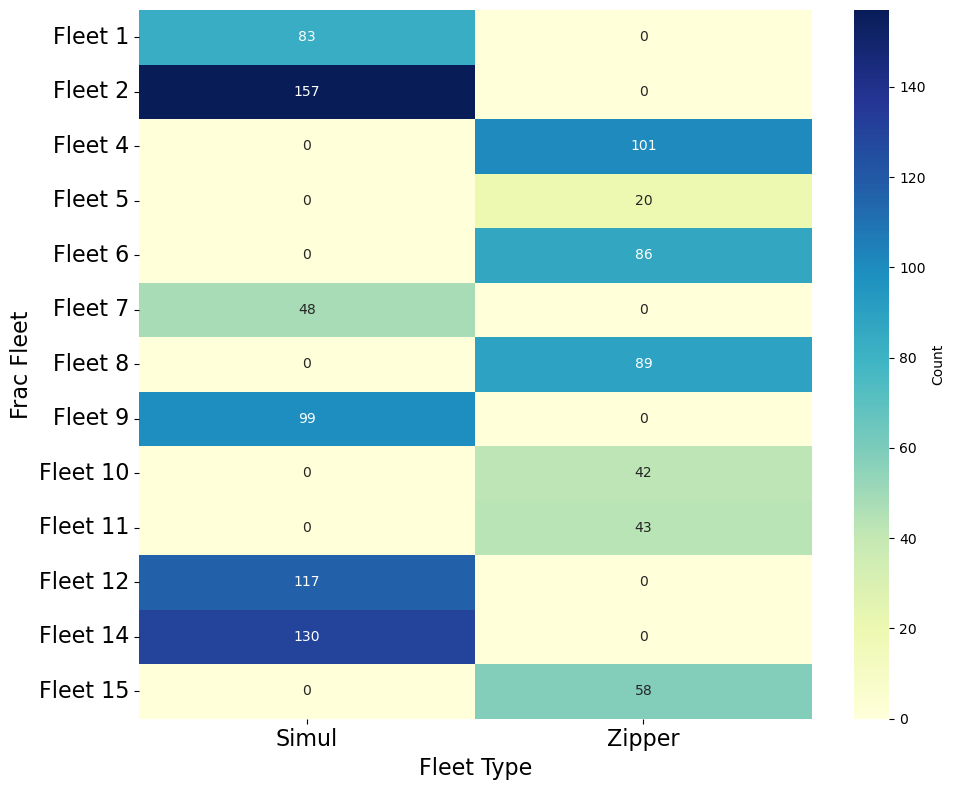 Frac Fleet
Fleet 1 83 0
Fleet 2 157 0
Fleet 4 0 101
Fleet 5 0 20
Fleet 6 0 86
Fleet 7 48 0
Fleet 8 0 89
Fleet 9 99 0
Fleet 10 0 42
Fleet 11 0 43
Fleet 12 117 0
Fleet 14 130 0
Fleet 15 0 58
Simul Zipper
Fleet Type
140
120
100
80
60
40
20
0
Count